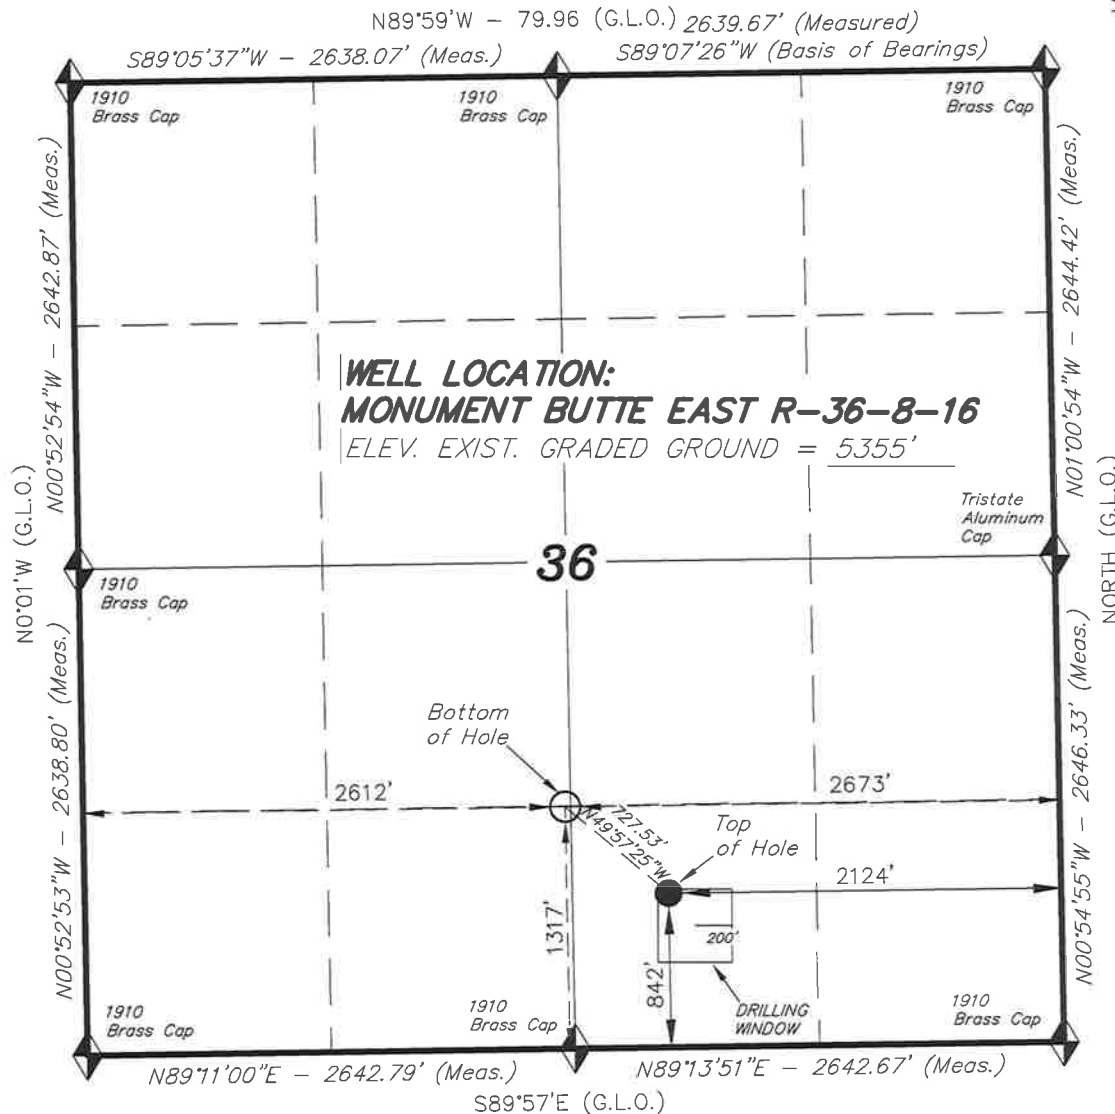 N89°59'W - 79.96 (G.L.O.) 2639.67' (Measured)
S89°05'37"W - 2638.07' (Meas.)
S89°07'26"W (Basis of Bearings)
1910
Brass Cap
1910
Brass Cap
1910
Brass Cap
N00°52'54"W - 2642.87' (Meas.)
N01°00'54"W - 2644.42' (Meas.)
WELL LOCATION:
MONUMENT BUTTE EAST R-36-8-16
ELEV. EXIST. GRADED GROUND = 5355'
N0°01'W (G.L.O.)
NORTH (G.L.O.)
Tristate
Aluminum
Cap
36
1910
Brass Cap
N00°52'53"W - 2638.80' (Meas.)
N00°54'55"W - 2646.33' (Meas.)
Bottom
of Hole
2612'
2673'
727.53'
N49°57'25"W
Top
of Hole
2124'
1317'
200'
842'
DRILLING
WINDOW
1910
Brass Cap
1910
Brass Cap
1910
Brass Cap
N89°11'00"E - 2642.79' (Meas.)
N89°13'51"E - 2642.67' (Meas.)
S89°57'E (G.L.O.)